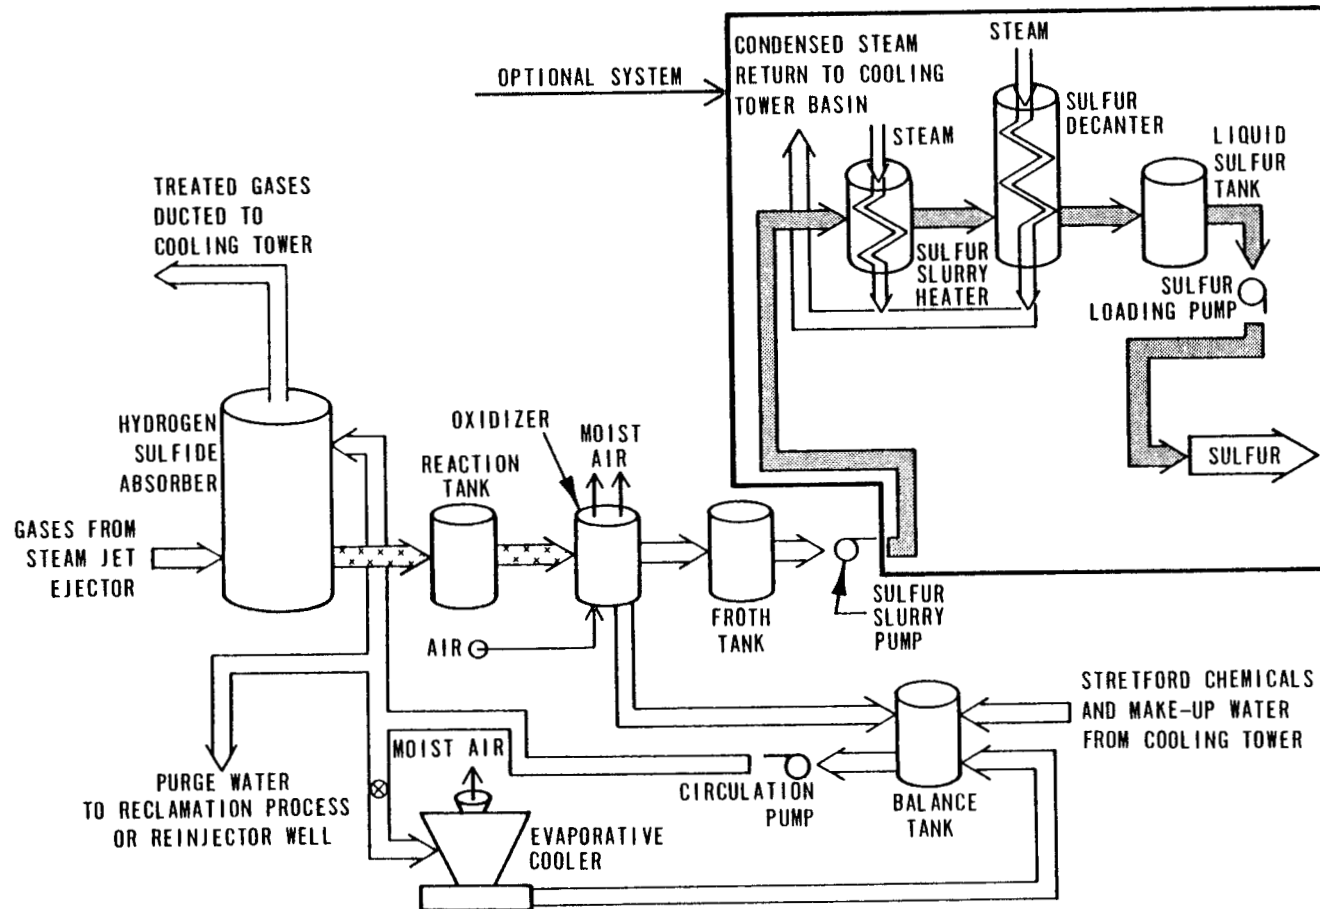 OPTIONAL SYSTEM
CONDENSED STEAM
RETURN TO COOLING
TOWER BASIN
STEAM
STEAM
SULFUR
DECANTER
LIQUID
SULFUR
TANK
SULFUR
SLURRY
HEATER
SULFUR
LOADING PUMP
SULFUR
TREATED GASES
DUCTED TO
COOLING TOWER
HYDROGEN
SULFIDE
ABSORBER
GASES FROM
STEAM JET
EJECTOR
REACTION
TANK
OXIDIZER
MOIST
AIR
AIR
FROTH
TANK
SULFUR
SLURRY
PUMP
STRETFORD CHEMICALS
AND MAKE-UP WATER
FROM COOLING TOWER
BALANCE
TANK
CIRCULATION
PUMP
MOIST AIR
EVAPORATIVE
COOLER
PURGE WATER
TO RECLAMATION PROCESS
OR REINJECTOR WELL